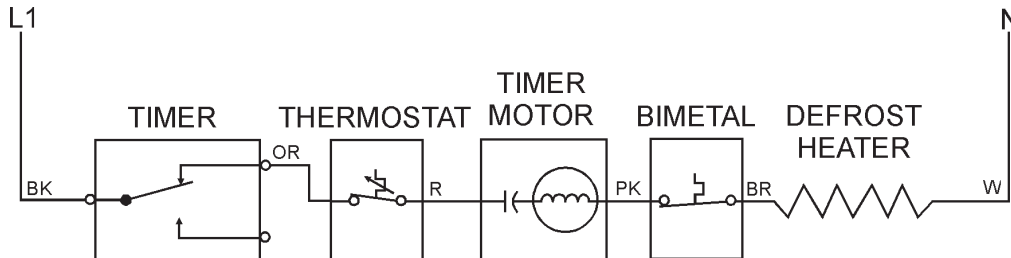 L1
N
TIMER
THERMOSTAT
TIMER
MOTOR
BIMETAL
DEFROST
HEATER
BK
OR
R
PK
BR
W